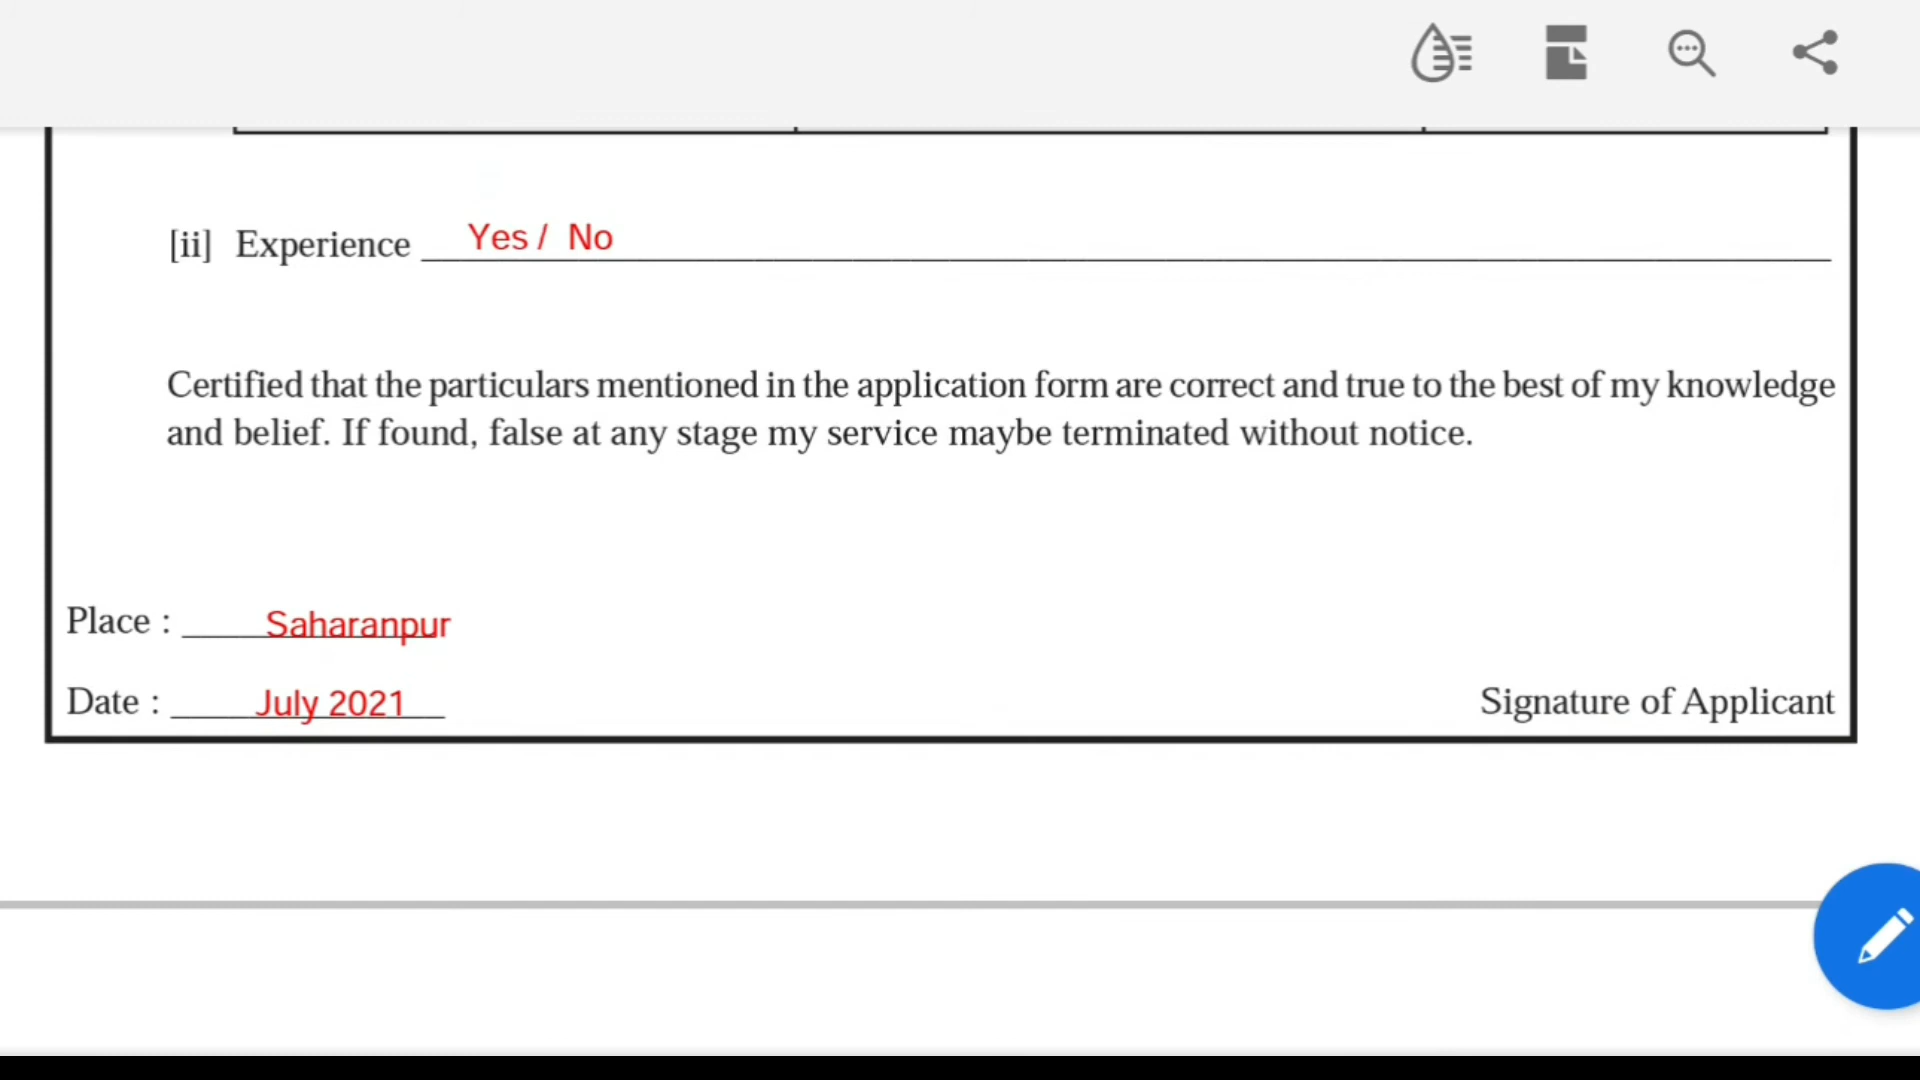 [ii] Experience Yes / No
Certified that the particulars mentioned in the application form are correct and true to the best of my knowledge
and belief. If found, false at any stage my service maybe terminated without notice.
Place : Saharanpur
Date : July 2021 Signature of Applicant